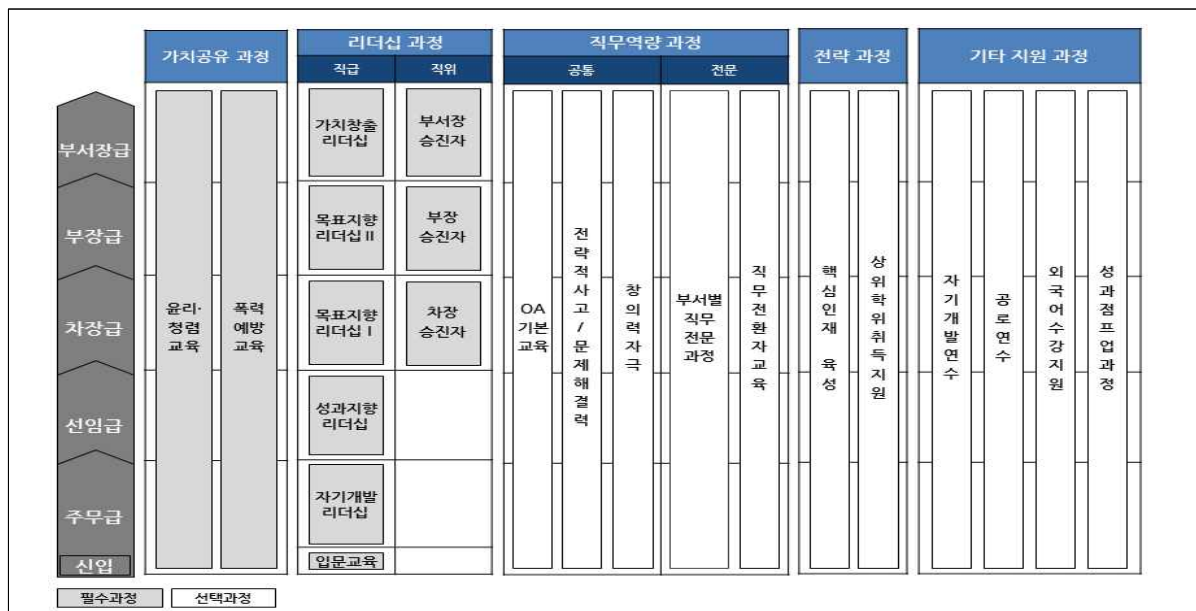 가치공유 과정
리더십 과정
직무역량 과정
전략 과정
기타 지원 과정
직급
직위
공통
전문
부서장급
부장급
차장급
선임급
주무급
신입
윤리·
청렴
교육
폭력
예방
교육
가치창출
리더십
부서장
승진자
목표지향
리더십 II
부장
승진자
목표지향
리더십 I
차장
승진자
성과지향
리더십
자기개발
리더십
입문교육
OA
기본
교육
전략적사고/문제해결력
창의력자극
부서별
직무
전문
과정
직무전환자교육
핵심인재 육성
상위학위취득지원
자기개발연수
공로연수
외국어수강지원
성과점프업과정
필수과정
선택과정